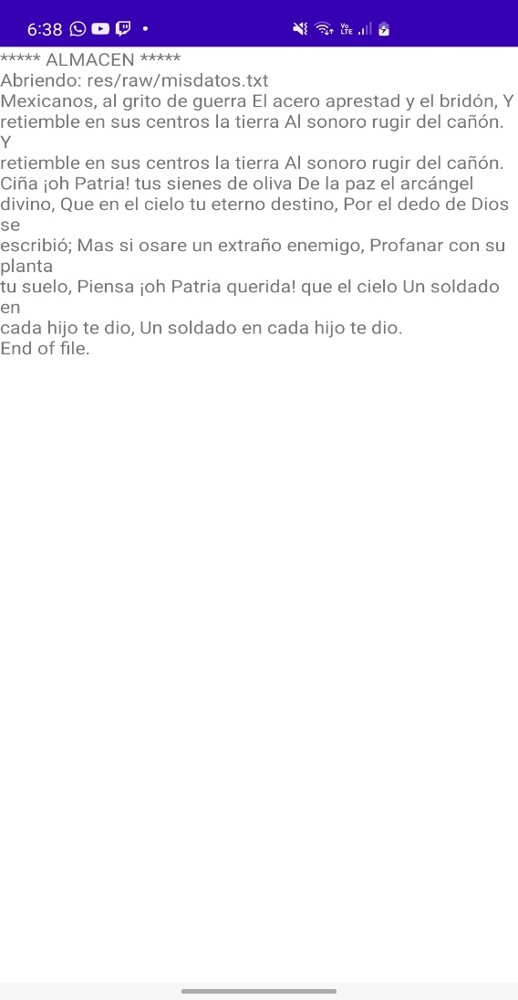 6:38
Vo
LTE
***** ALMACEN *****
Abriendo: res/raw/misdatos.txt
Mexicanos, al grito de guerra El acero aprestad y el bridón, Y
retiemble en sus centros la tierra Al sonoro rugir del cañón.
Y
retiemble en sus centros la tierra Al sonoro rugir del cañón.
Ciña ¡oh Patria! tus sienes de oliva De la paz el arcángel
divino, Que en el cielo tu eterno destino, Por el dedo de Dios
se
escribió; Mas si osare un extraño enemigo, Profanar con su
planta
tu suelo, Piensa ¡oh Patria querida! que el cielo Un soldado
en
cada hijo te dio, Un soldado en cada hijo te dio.
End of file.